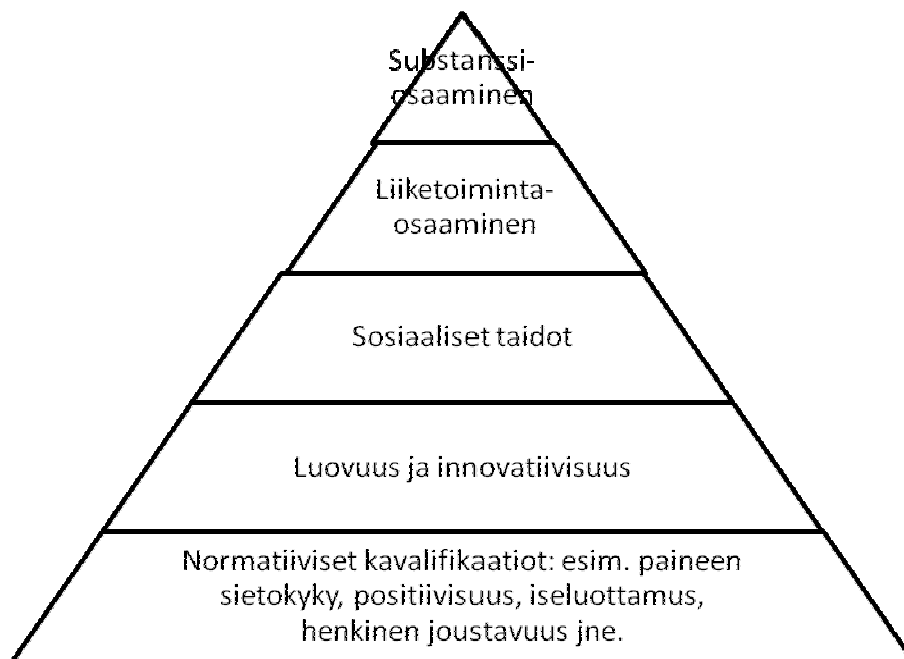 Substanssi-
osaaminen
Liiketoiminta-
osaaminen
Sosiaaliset taidot
Luovuus ja innovatiivisuus
Normatiiviset kavalifikaatiot: esim. paineen
sietokyky, positiivisuus, iseluottamus,
henkinen joustavuus jne.